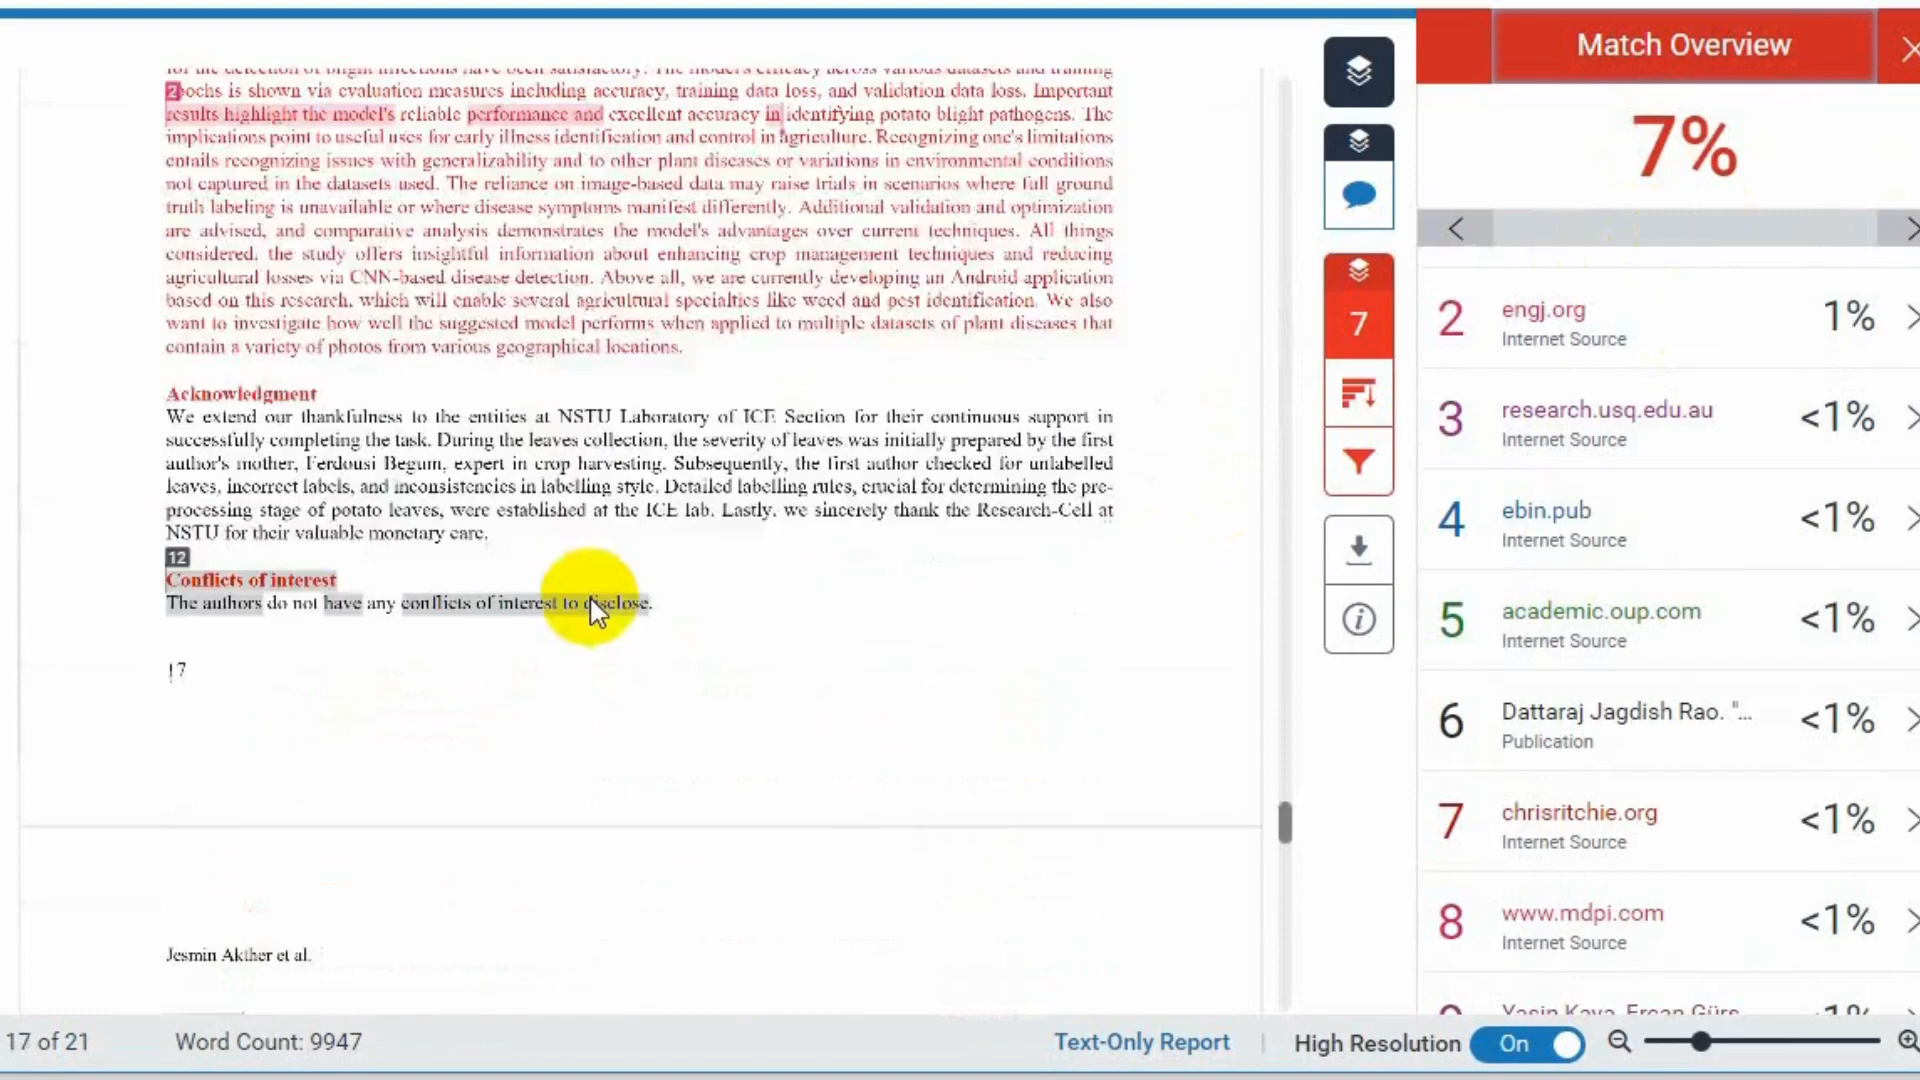 for the detection of blight infections have been satisfactory. The model's efficacy across various datasets and training
2
epochs is shown via evaluation measures including accuracy, training data loss, and validation data loss. Important
results highlight the model's reliable performance and excellent accuracy in identifying potato blight pathogens. The
implications point to useful uses for early illness identification and control in agriculture. Recognizing one's limitations
entails recognizing issues with generalizability and to other plant diseases or variations in environmental conditions
not captured in the datasets used. The reliance on image-based data may raise trials in scenarios where full ground
truth labeling is unavailable or where disease symptoms manifest differently. Additional validation and optimization
are advised, and comparative analysis demonstrates the model's advantages over current techniques. All things
considered, the study offers insightful information about enhancing crop management techniques and reducing
agricultural losses via CNN-based disease detection. Above all, we are currently developing an Android application
based on this research, which will enable several agricultural specialties like weed and pest identification. We also
want to investigate how well the suggested model performs when applied to multiple datasets of plant diseases that
contain a variety of photos from various geographical locations.
Acknowledgment
We extend our thankfulness to the entities at NSTU Laboratory of ICE Section for their continuous support in
successfully completing the task. During the leaves collection, the severity of leaves was initially prepared by the first
author's mother, Ferdousi Begum, expert in crop harvesting. Subsequently, the first author checked for unlabelled
leaves, incorrect labels, and inconsistencies in labelling style. Detailed labelling rules, crucial for determining the pre-
processing stage of potato leaves, were established at the ICE lab. Lastly, we sincerely thank the Research-Cell at
NSTU for their valuable monetary care.
12
Conflicts of interest
The authors do not have any conflicts of interest to disclose.
17
Jesmin Akther et al.
7
Match Overview
7%
2 engj.org 1%
Internet Source
3 research.usq.edu.au <1%
Internet Source
4 ebin.pub <1%
Internet Source
5 academic.oup.com <1%
Internet Source
6 Dattaraj Jagdish Rao. "... <1%
Publication
7 chrisritchie.org <1%
Internet Source
8 www.mdpi.com <1%
Internet Source
17 of 21 Word Count: 9947 Text-Only Report High Resolution On